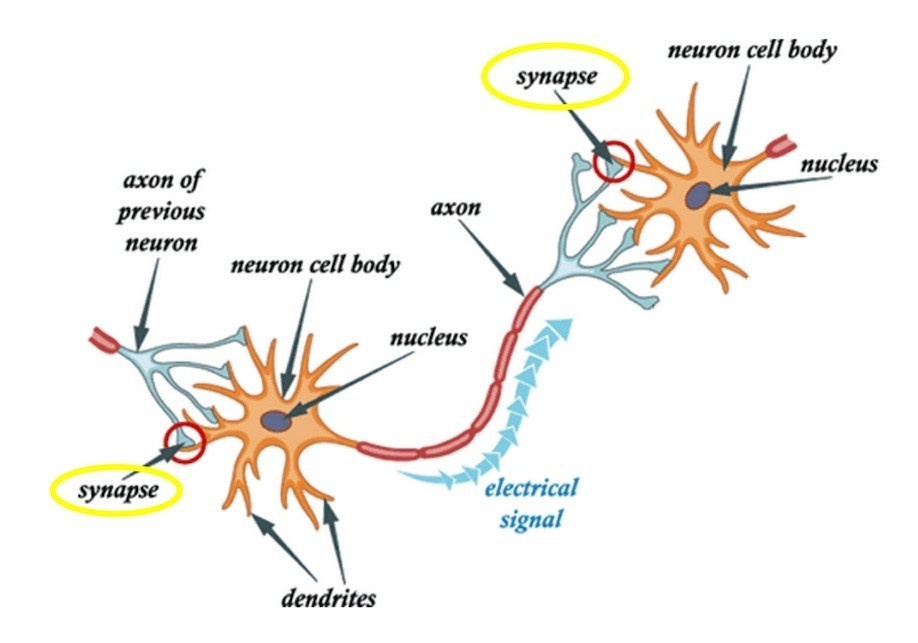 neuron cell body
synapse
nucleus
axon of
previous
neuron
axon
neuron cell body
nucleus
synapse
electrical
signal
dendrites